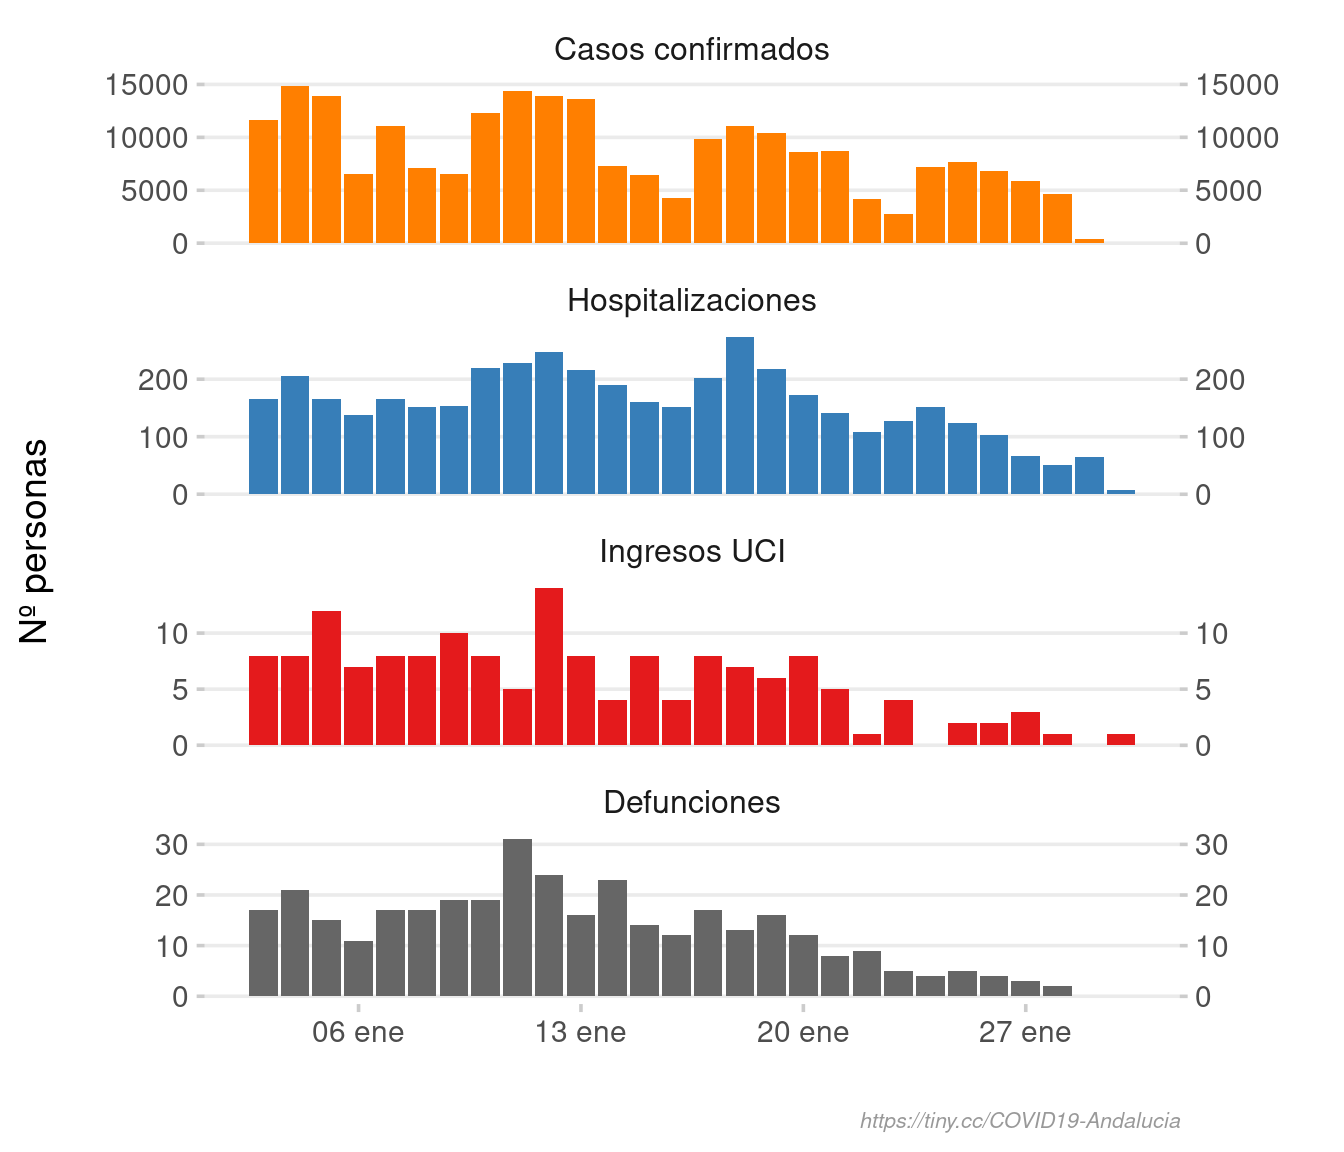 Casos confirmados
15000 15000
10000 10000
5000 5000
0 0
Hospitalizaciones
200 200
100 100
0 0
Nº personas
Ingresos UCI
10 10
5 5
0 0
Defunciones
30 30
20 20
10 10
0 0
06 ene 13 ene 20 ene 27 ene
https://tiny.cc/COVID19-Andalucia